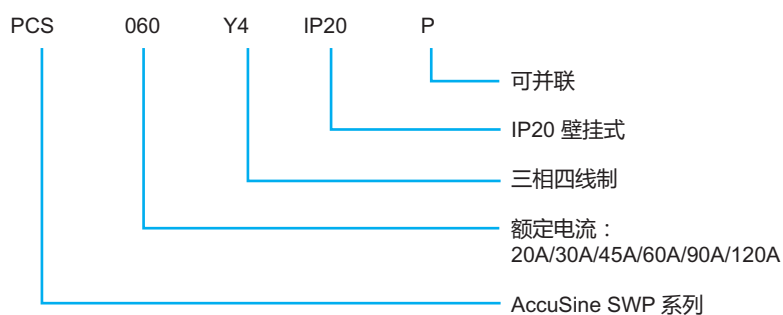 PCS 060 Y4 IP20 P
可并联
IP20 壁挂式
三相四线制
额定电流：
20A/30A/45A/60A/90A/120A
AccuSine SWP 系列